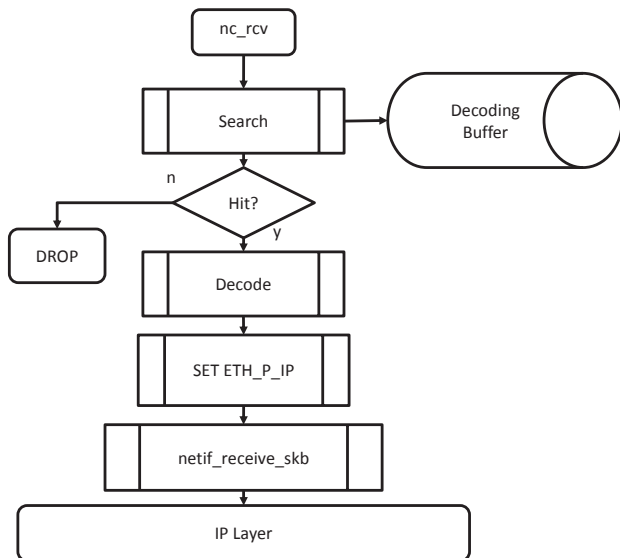 nc_rcv
Search
Decoding
Buffer
n
Hit?
y
DROP
Decode
SET ETH_P_IP
netif_receive_skb
IP Layer